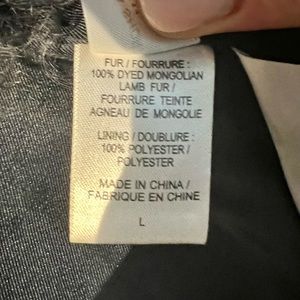 FUR / FOURRURE :
100% DYED MONGOLIAN
LAMB FUR /
FOURRURE TEINTE
AGNEAU DE MONGOLIE
LINING / DOUBLURE :
100% POLYESTER /
POLYESTER
MADE IN CHINA /
FABRIQUE EN CHINE
L